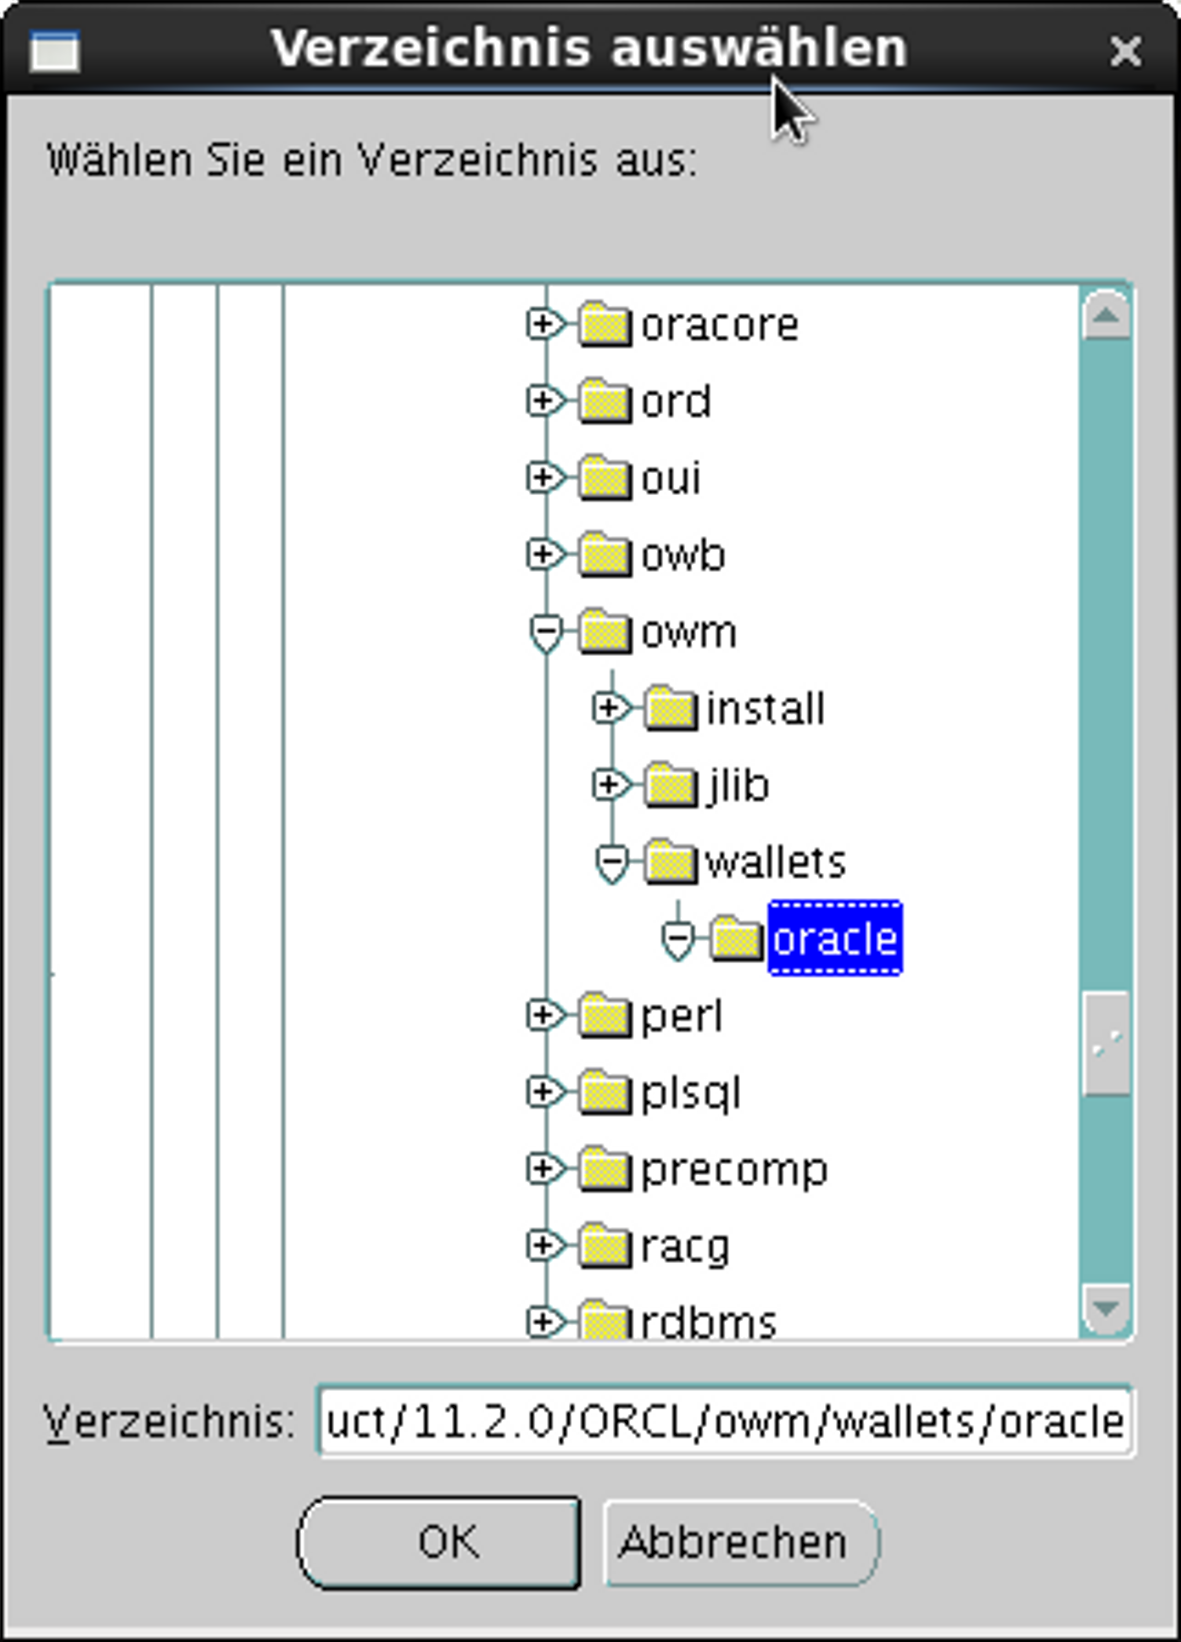 Verzeichnis auswählen
Wählen Sie ein Verzeichnis aus:
oracore
ord
oui
owb
owm
install
jlib
wallets
oracle
perl
plsql
precomp
racg
rdbms
Verzeichnis: uct/11.2.0/ORCL/owm/wallets/oracle
OK Abbrechen